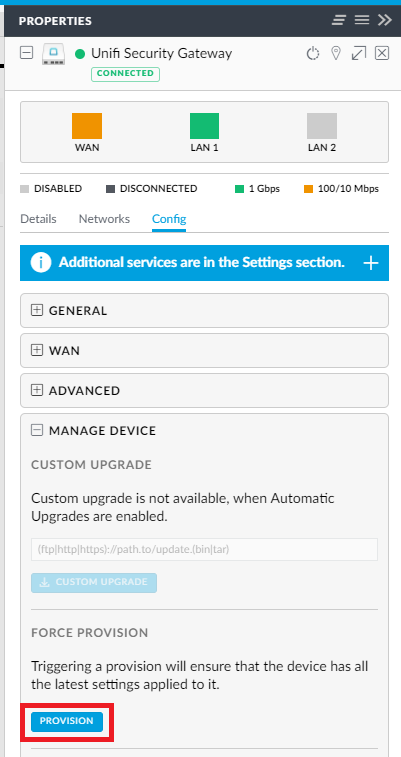 PROPERTIES
Unifi Security Gateway
CONNECTED
WAN
LAN 1
LAN 2
DISABLED
DISCONNECTED
1 Gbps
100/10 Mbps
Details
Networks
Config
Additional services are in the Settings section.
GENERAL
WAN
ADVANCED
MANAGE DEVICE
CUSTOM UPGRADE
Custom upgrade is not available, when Automatic
Upgrades are enabled.
(ftp|http|https)://path.to/update.(bin|tar)
CUSTOM UPGRADE
FORCE PROVISION
Triggering a provision will ensure that the device has all
the latest settings applied to it.
PROVISION